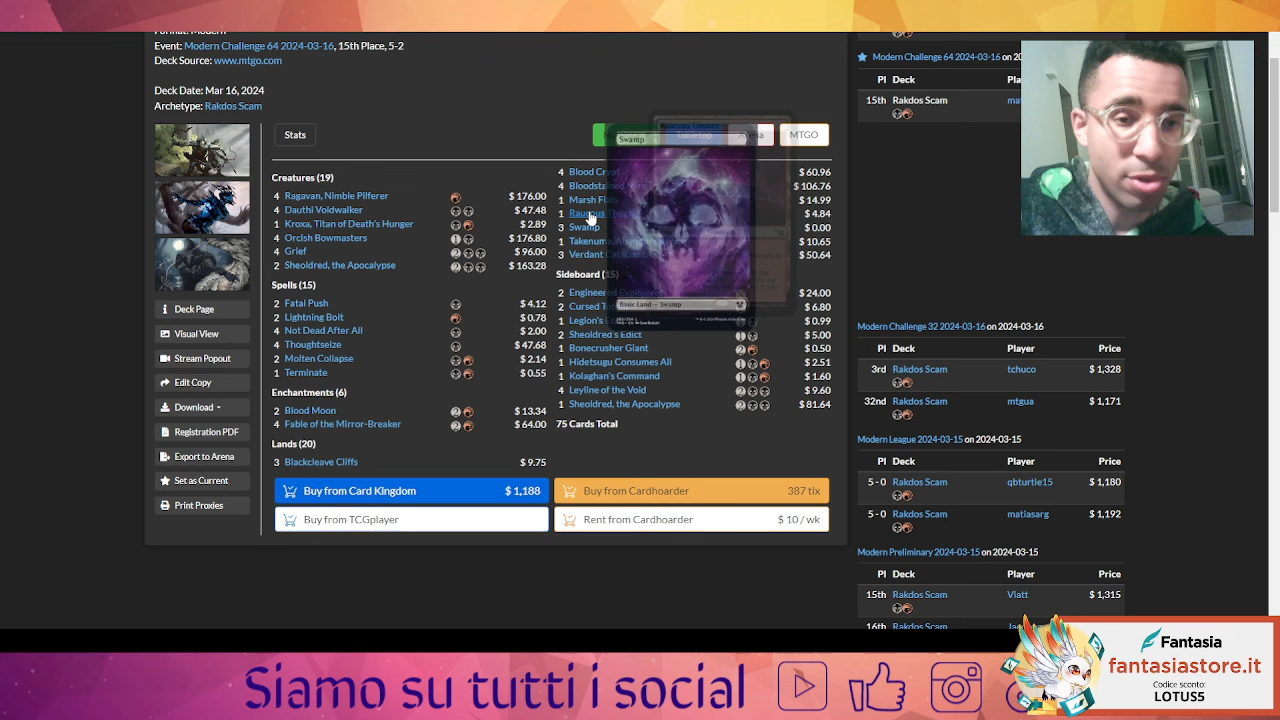 Event: Modern Challenge 64 2024-03-16, 15th Place, 5-2
Deck Source: www.mtgo.com
Deck Date: Mar 16, 2024
Archetype: Rakdos Scam
Deck Page
Visual View
Stream Popout
Edit Copy
Download
Registration PDF
Export to Arena
Set as Current
Print Proxies
Stats
Tabletop
Arena
MTGO
Creatures (19)
4 Ragavan, Nimble Pilferer $ 176.00
4 Dauthi Voidwalker $ 47.48
1 Kroxa, Titan of Death's Hunger $ 2.89
4 Orcish Bowmasters $ 176.80
4 Grief $ 96.00
2 Sheoldred, the Apocalypse $ 163.28
Spells (15)
2 Fatal Push $ 4.12
2 Lightning Bolt $ 0.78
4 Not Dead After All $ 2.00
4 Thoughtseize $ 47.68
2 Molten Collapse $ 2.14
1 Terminate $ 0.55
Enchantments (6)
2 Blood Moon $ 13.34
4 Fable of the Mirror-Breaker $ 64.00
Lands (20)
3 Blackcleave Cliffs $ 9.75
4 Blood Crypt $ 60.96
4 Bloodstained Mire $ 106.76
1 Marsh Flats $ 14.99
1 Raucous Theater $ 4.84
3 Swamp $ 0.00
1 Takenuma, $ 10.65
3 Verdant Catacombs $ 50.64
Sideboard (15)
2 Engineered Explosives $ 24.00
2 Cursed $ 6.80
1 Legion's $ 0.99
2 Sheoldred's Edict $ 5.00
1 Bonecrusher Giant $ 0.50
1 Hidetsugu Consumes All $ 2.51
1 Kolaghan's Command $ 1.60
4 Leyline of the Void $ 9.60
1 Sheoldred, the Apocalypse $ 81.64
75 Cards Total
Swamp
Basic Land — Swamp
Buy from Card Kingdom $ 1,188
Buy from Cardhoarder 387 tix
Buy from TCGplayer
Rent from Cardhoarder $ 10 / wk
Modern Challenge 64 2024-03-16 on
Pl Deck Player
15th Rakdos Scam
Modern Challenge 32 2024-03-16 on 2024-03-16
Pl Deck Player Price
3rd Rakdos Scam tchuco $ 1,328
32nd Rakdos Scam mtgua $ 1,171
Modern League 2024-03-15 on 2024-03-15
Pl Deck Player Price
5 - 0 Rakdos Scam qbturtle15 $ 1,180
5 - 0 Rakdos Scam matiasarg $ 1,192
Modern Preliminary 2024-03-15 on 2024-03-15
Pl Deck Player Price
15th Rakdos Scam Vlatt $ 1,315
16th Rakdos Scam
Siamo su tutti i social
Fantasia
fantasiastore.it
Codice sconto:
LOTUS5